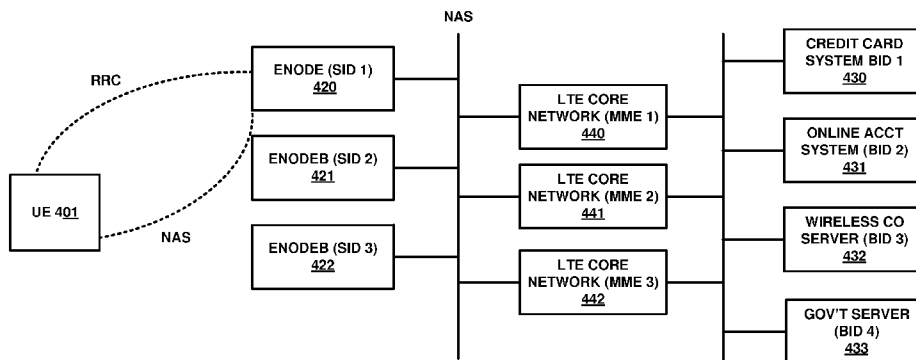 NAS
RRC
NAS
UE 401
ENODE (SID 1)
420
ENODEB (SID 2)
421
ENODEB (SID 3)
422
LTE CORE
NETWORK (MME 1)
440
LTE CORE
NETWORK (MME 2)
441
LTE CORE
NETWORK (MME 3)
442
CREDIT CARD
SYSTEM BID 1
430
ONLINE ACCT
SYSTEM (BID 2)
431
WIRELESS CO
SERVER (BID 3)
432
GOV'T SERVER
(BID 4)
433